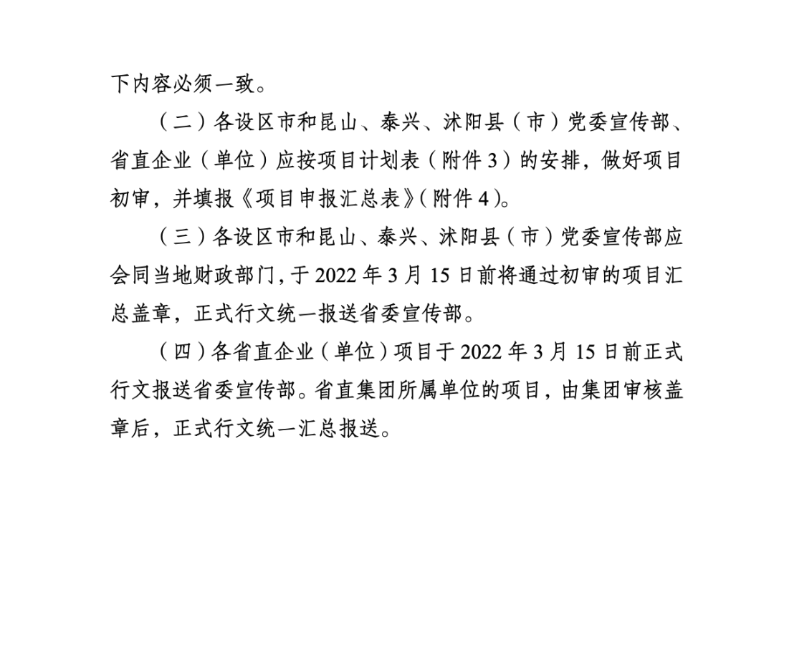 下内容必须一致。
（二）各设区市和昆山、泰兴、沭阳县（市）党委宣传部、
省直企业（单位）应按项目计划表（附件 3）的安排，做好项目
初审，并填报《项目申报汇总表》（附件 4）。
（三）各设区市和昆山、泰兴、沭阳县（市）党委宣传部应
会同当地财政部门，于 2022 年 3 月 15 日前将通过初审的项目汇
总盖章，正式行文统一报送省委宣传部。
（四）各省直企业（单位）项目于 2022 年 3 月 15 日前正式
行文报送省委宣传部。省直集团所属单位的项目，由集团审核盖
章后，正式行文统一汇总报送。